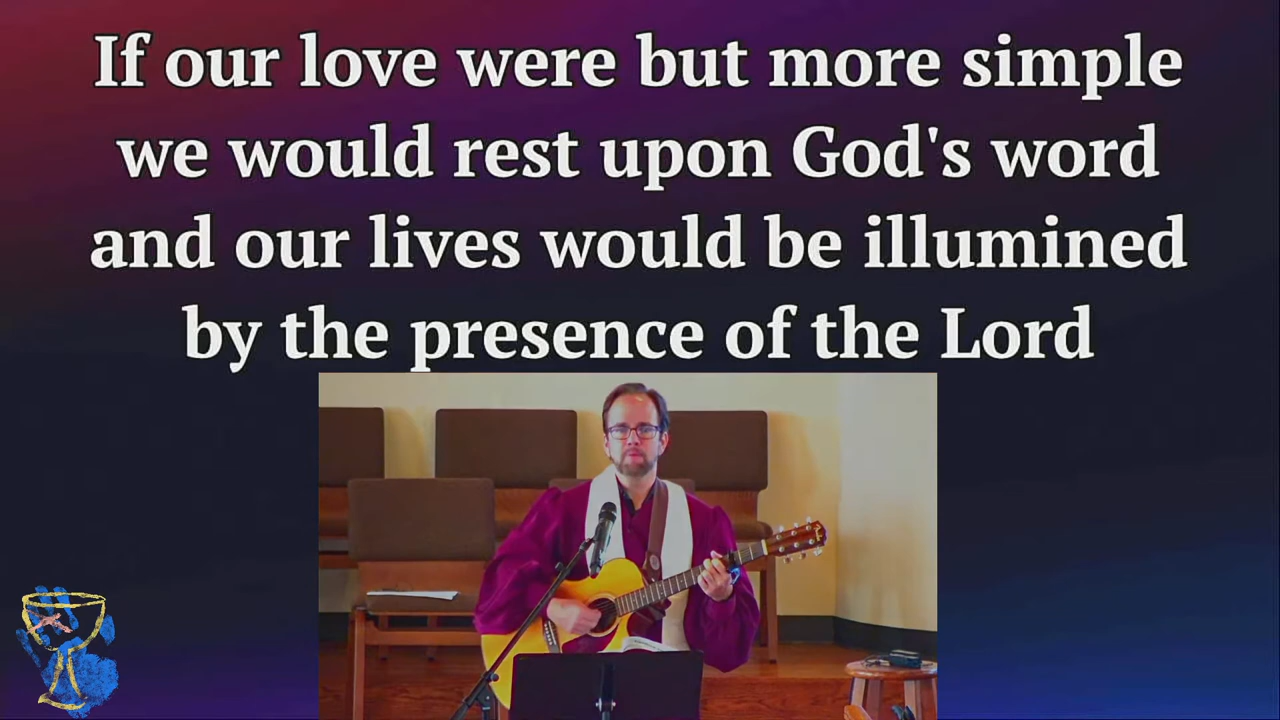 If our love were but more simple
we would rest upon God's word
and our lives would be illumined
by the presence of the Lord